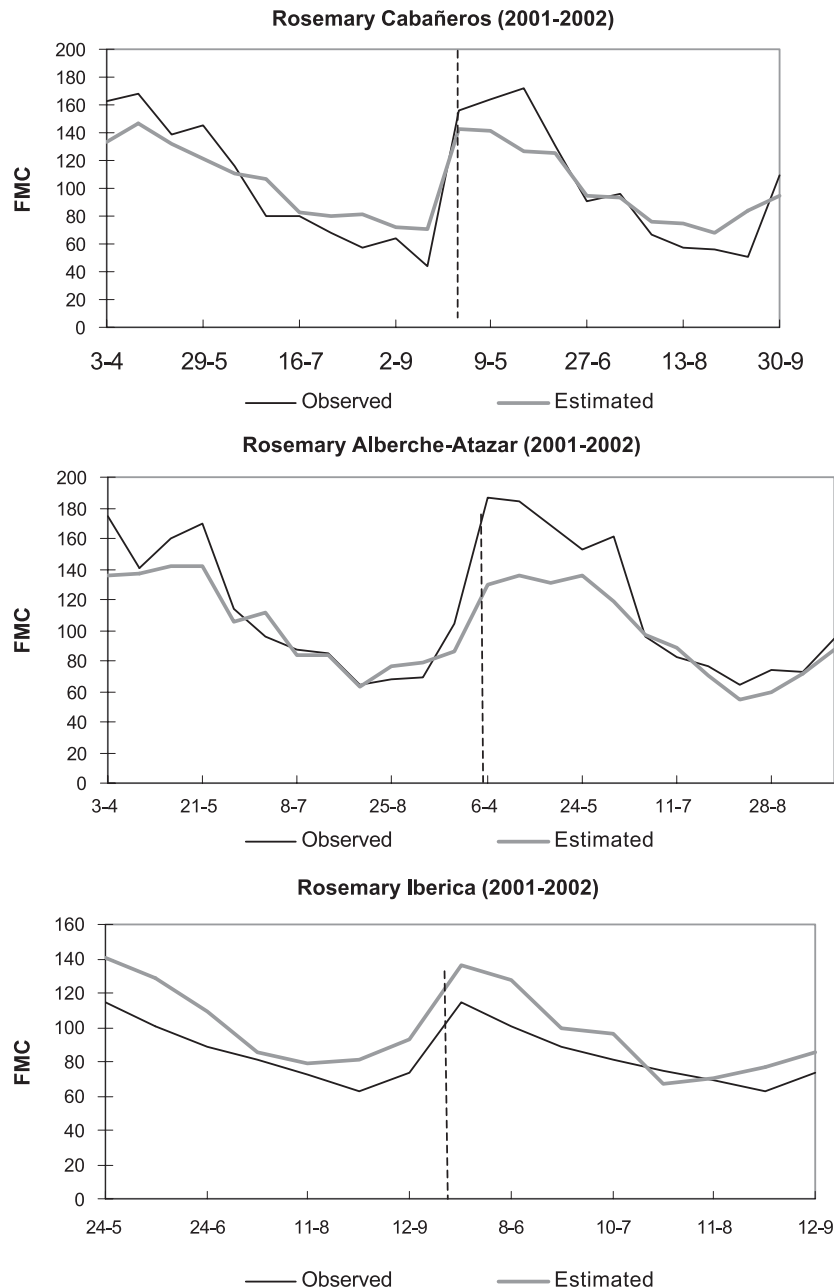 Rosemary Cabañeros (2001-2002)
200
180
160
140
120
100
80
60
40
20
0
FMC
3-4 29-5 16-7 2-9 9-5 27-6 13-8 30-9
Observed Estimated
Rosemary Alberche-Atazar (2001-2002)
200
180
160
140
120
100
80
60
40
20
0
FMC
3-4 21-5 8-7 25-8 6-4 24-5 11-7 28-8
Observed Estimated
Rosemary Iberica (2001-2002)
160
140
120
100
80
60
40
20
0
FMC
24-5 24-6 11-8 12-9 8-6 10-7 11-8 12-9
Observed Estimated